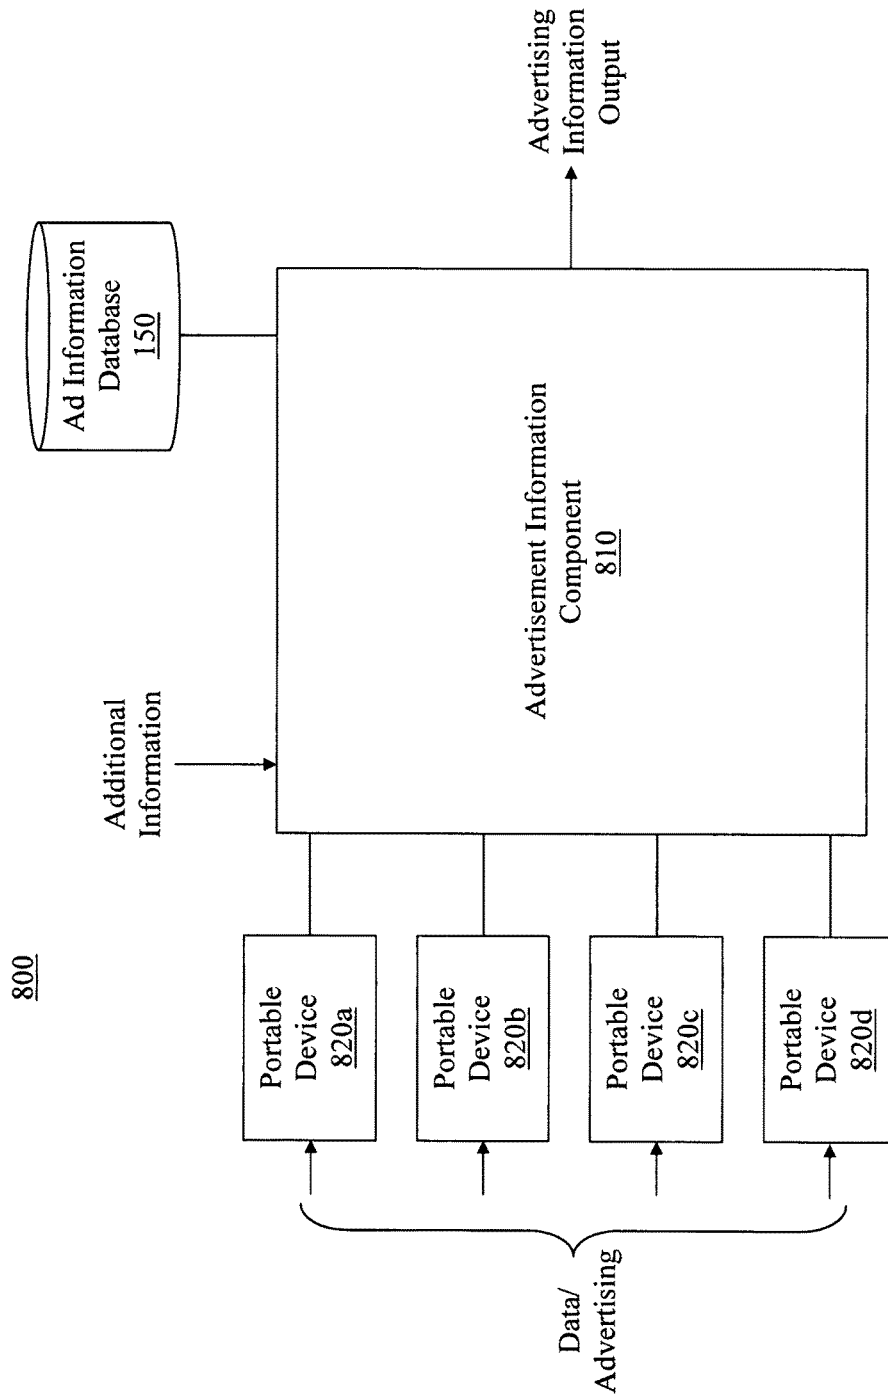 800
Data/
Advertising
Portable
Device
820a
Portable
Device
820b
Portable
Device
820c
Portable
Device
820d
Additional
Information
Ad Information
Database
150
Advertisement Information
Component
810
Advertising
Information
Output